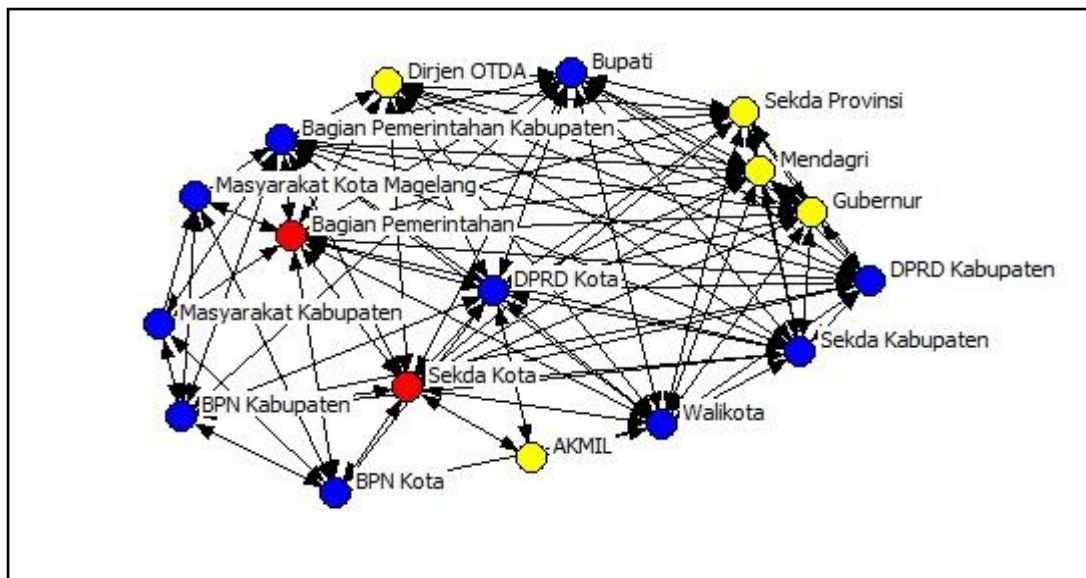 Dirjen OTDA
Bupati
Sekda Provinsi
Bagian Pemerintahan Kabupaten
Mendagri
Masyarakat Kota Magelang
Gubernur
Bagian Pemerintahan
DPRD Kota
DPRD Kabupaten
Masyarakat Kabupaten
Sekda Kabupaten
Sekda Kota
BPN Kabupaten
Walikota
AKMIL
BPN Kota